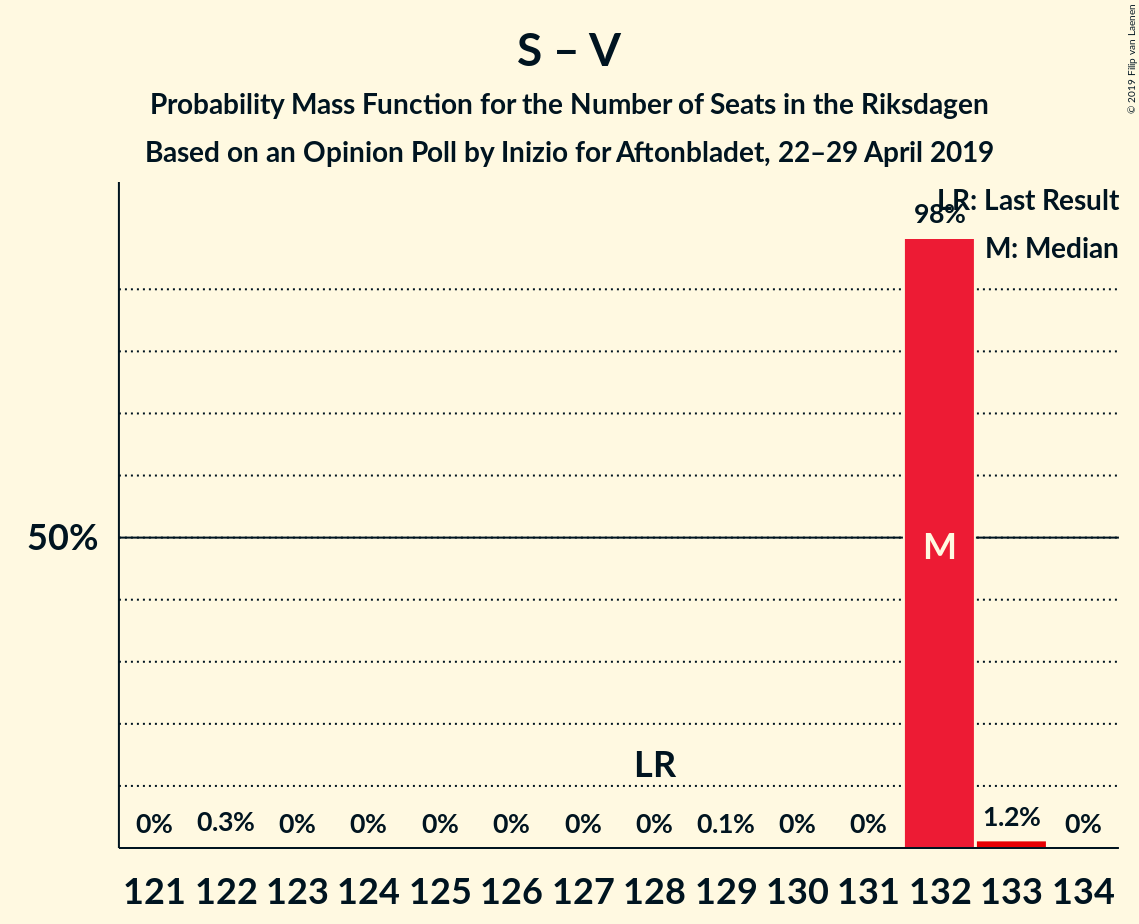 S – V
Probability Mass Function for the Number of Seats in the Riksdagen
Based on an Opinion Poll by Inizio for Aftonbladet, 22–29 April 2019
© 2019 Filip van Laenen
LR: Last Result
98%
M: Median
50%
M
LR
0% 0.3% 0% 0% 0% 0% 0% 0% 0.1% 0% 0% 1.2% 0%
121 122 123 124 125 126 127 128 129 130 131 132 133 134